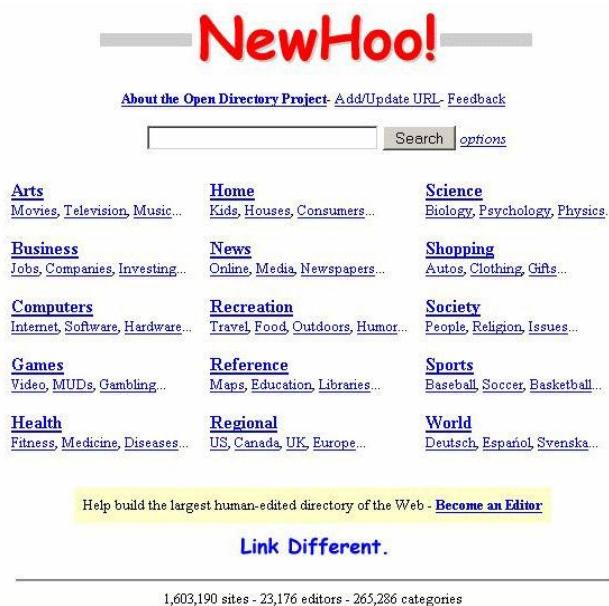 NewHoo!
About the Open Directory Project- Add/Update URL- Feedback
Search options
Arts
Movies, Television, Music...
Home
Kids, Houses, Consumers...
Science
Biology, Psychology, Physics.
Business
Jobs, Companies, Investing...
News
Online, Media, Newspapers...
Shopping
Autos, Clothing, Gifts...
Computers
Internet, Software, Hardware...
Recreation
Travel, Food, Outdoors, Humor...
Society
People, Religion, Issues...
Games
Video, MUDs, Gambling...
Reference
Maps, Education, Libraries...
Sports
Baseball, Soccer, Basketball...
Health
Fitness, Medicine, Diseases...
Regional
US, Canada, UK, Europe...
World
Deutsch, Español, Svenska...
Help build the largest human-edited directory of the Web - Become an Editor
Link Different.
1,603,190 sites - 23,176 editors - 265,286 categories